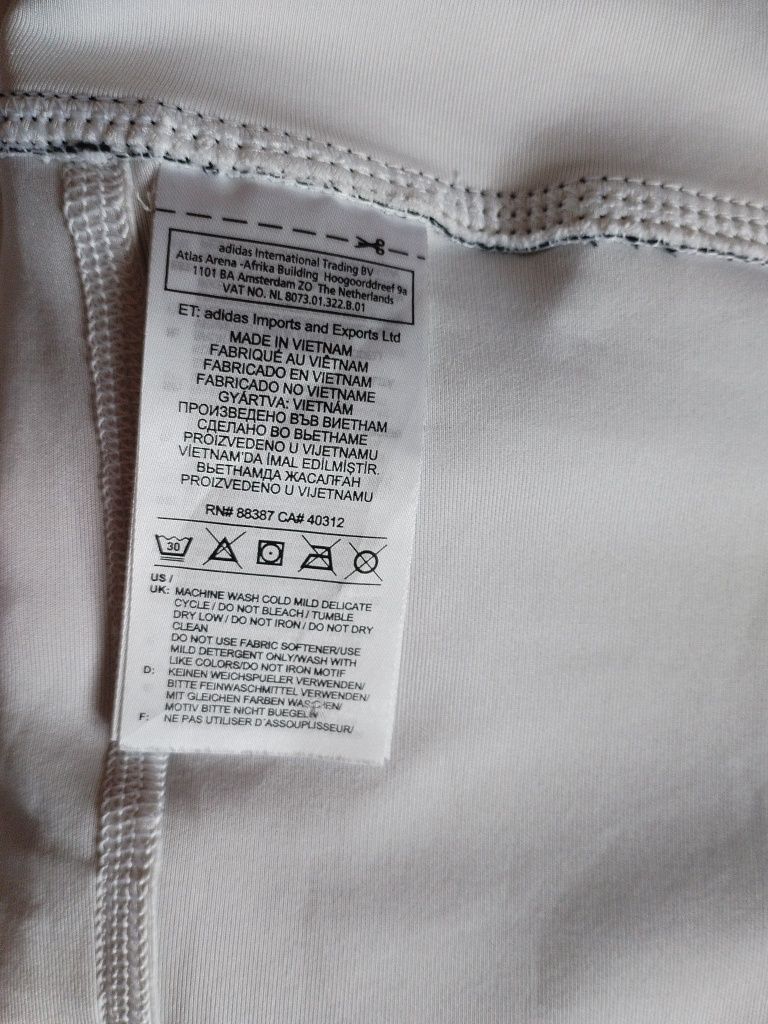 adidas International Trading BV
Atlas Arena -Afrika Building Hoogoorddreef 9a
1101 BA Amsterdam ZO The Netherlands
VAT NO. NL 8073.01.322.B.01
ET: adidas Imports and Exports Ltd
MADE IN VIETNAM
FABRIQUÉ AU VIÊTNAM
FABRICADO EN VIETNAM
FABRICADO NO VIETNAME
GYÁRTVA: VIETNÁM
ПРОИЗВЕДЕНО ВЪВ ВИЕТНАМ
СДЕЛАНО ВО ВЬЕТНАМЕ
PROIZVEDENO U VIJETNAMU
VİETNAM'DA İMAL EDİLMİŞTİR.
ВЬЕТНАМДА ЖАСАЛҒАН
PROIZVEDENO U VIJETNAMU
RN# 88387 CA# 40312
30
US /
UK: MACHINE WASH COLD MILD DELICATE
CYCLE / DO NOT BLEACH / TUMBLE
DRY LOW / DO NOT IRON / DO NOT DRY
CLEAN
DO NOT USE FABRIC SOFTENER/USE
MILD DETERGENT ONLY/WASH WITH
LIKE COLORS/DO NOT IRON MOTIF
D: KEINEN WEICHSPUELER VERWENDEN/
BITTE FEINWASCHMITTEL VERWENDEN/
MIT GLEICHEN FARBEN WASCHEN/
MOTIV BITTE NICHT BUEGELN
F: NE PAS UTILISER D'ASSOUPLISSEUR/